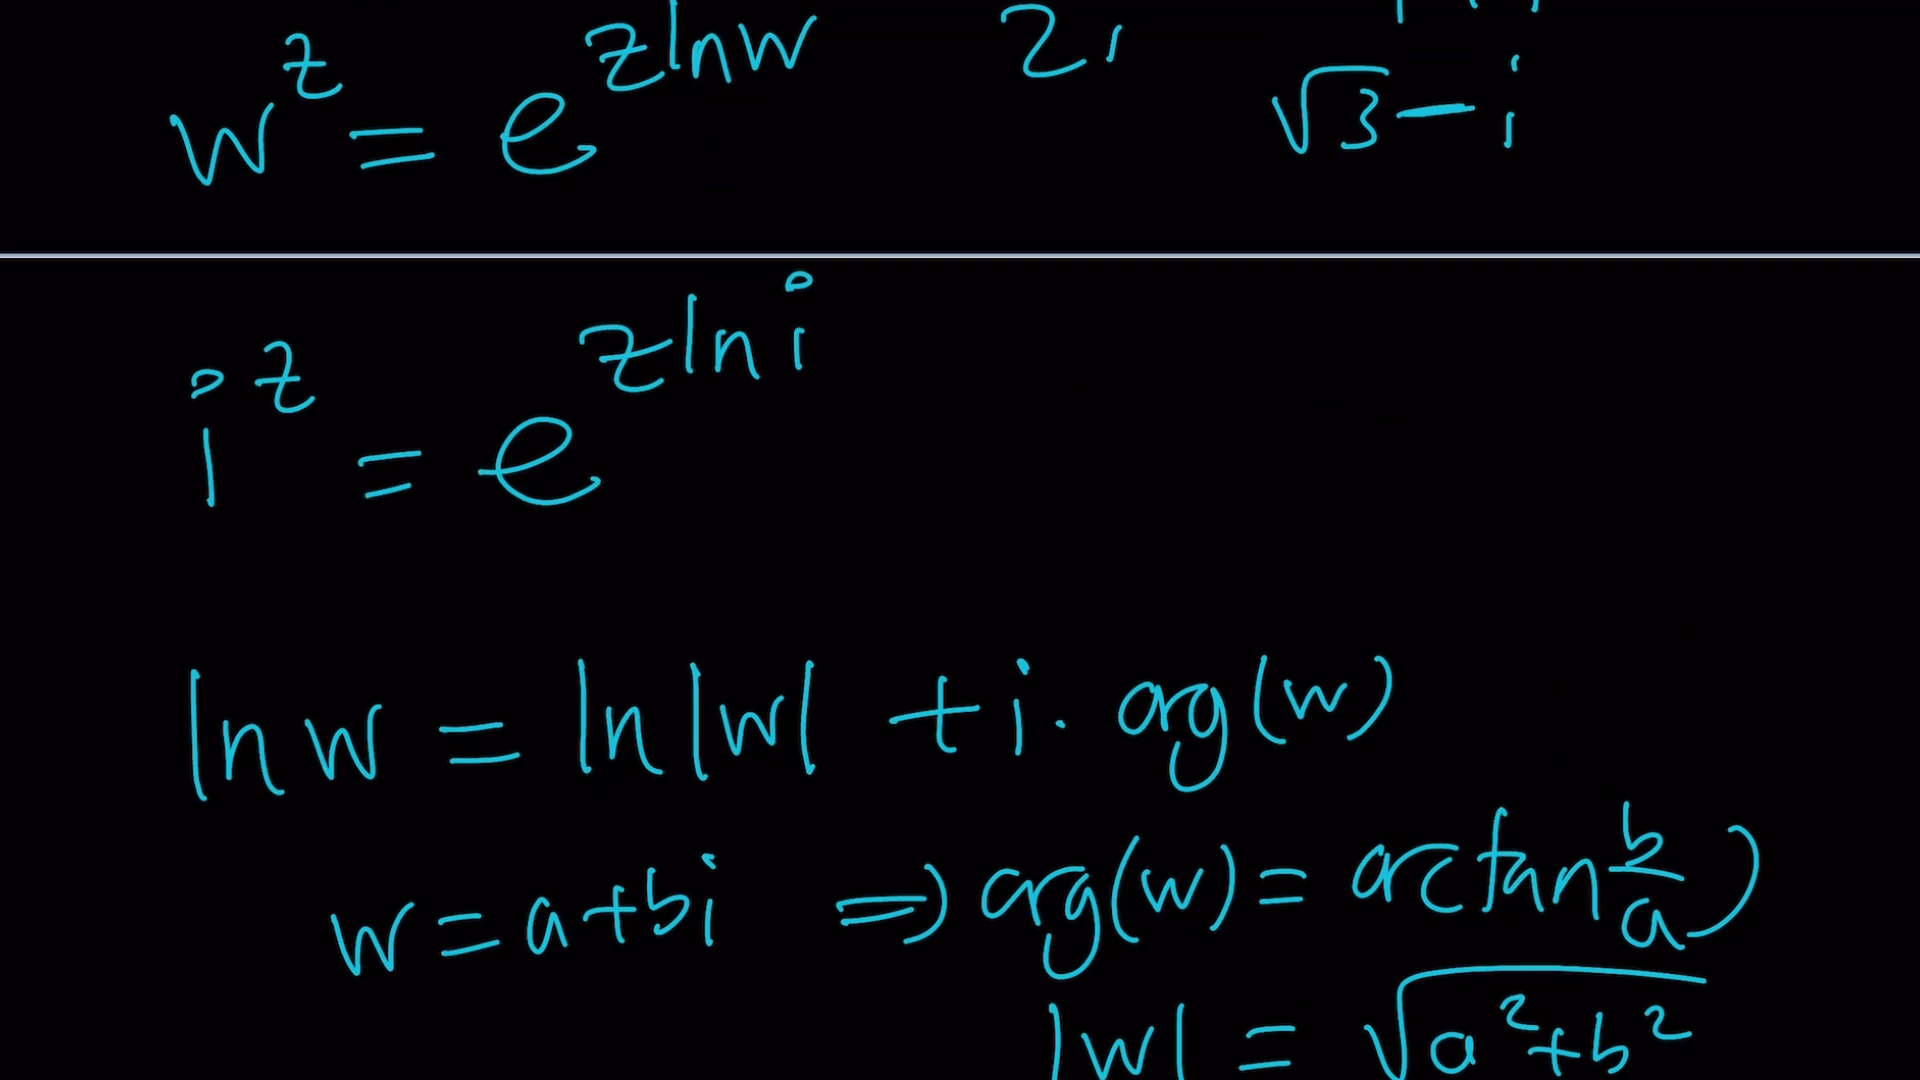 w^z = e^{z ln w} 2i √3 - i
i^z = e^{z ln i}
ln w = ln |w| + i. arg(w)
w = a+bi ⇒ arg(w) = arctan b/a)
|w| = √(a²+b²)